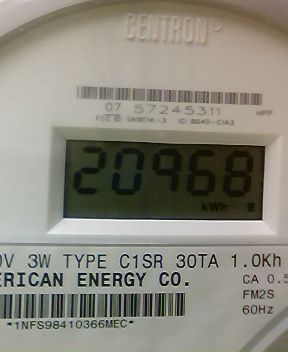 CENTRON®
07 57245311 HPP
20968
kWh
V 3W TYPE C1SR 30TA 1.0Kh
ERICAN ENERGY CO.
CA 0.5
FM2S
60Hz
*1NFS98410366MEC*